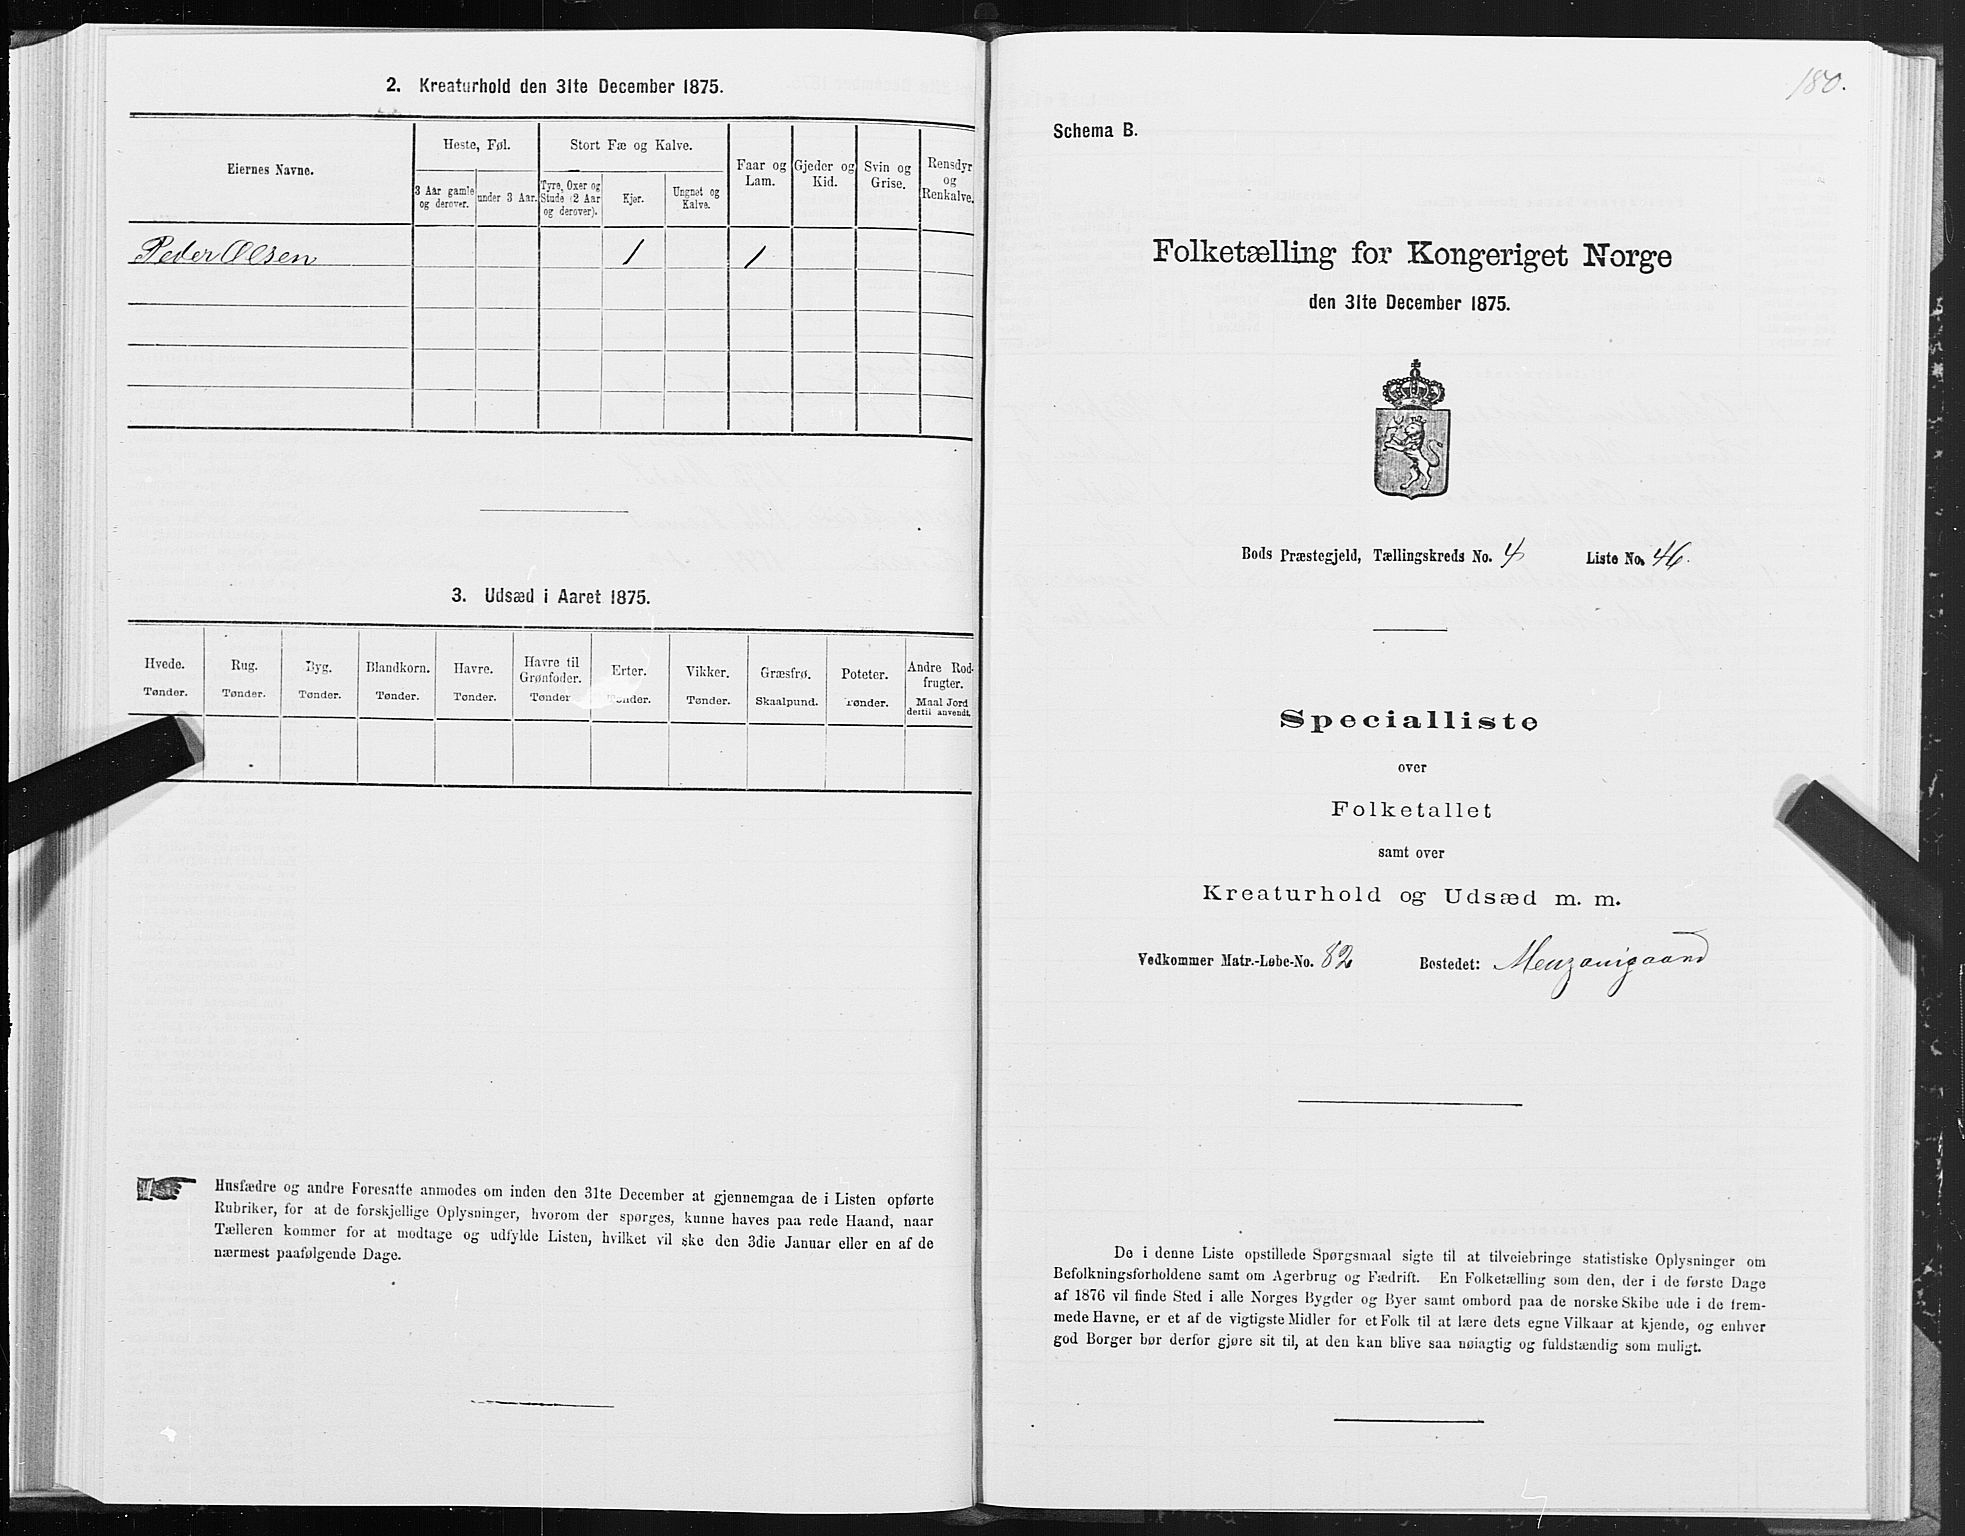 2. Kreaturhold den 31te December 1875.
Eiernes Navne.
Heste, Føl.
Stort Fæ og Kalve.
Faar og Lam.
Gjeder og Kid.
Svin og Grise.
Rensdyr og Renkalve.
3 Aar gamle og derover.
under 3 Aar.
Tyre, Oxer og Stude (2 Aar og derover).
Kjør.
Ungnøt og Kalve.
Peder Olsen 1 1
3. Udsæd i Aaret 1875.
Hvede. Rug. Byg. Blandkorn. Havre. Havre til Grønfoder. Erter. Vikker. Græsfrø. Poteter. Andre Rodfrugter.
Tønder. Tønder. Tønder. Tønder. Tønder. Tønder Tønder. Tønder. Skaalpund. Tønder. Maal Jord dertil anvendt.
Husfædre og andre Foresatte anmodes om inden den 31te December at gjennemgaa de i Listen opførte
Rubriker, for at de forskjellige Oplysninger, hvorom der spørges, kunne haves paa rede Haand, naar
Tælleren kommer for at modtage og udfylde Listen, hvilket vil ske den 3die Januar eller en af de
nærmest paafølgende Dage.
180.
Schema B.
Folketælling for Kongeriget Norge
den 31te December 1875.
Bods Præstegjeld, Tællingskreds No. 4 Liste No. 46.
Specialliste
over
Folketallet
samt over
Kreaturhold og Udsæd m. m.
Vedkommer Matr.-Løbe-No. 82 Bostedet:
De i denne Liste opstillede Spørgsmaal sigte til at tilveiebringe statistiske Oplysninger om
Befolkningsforholdene samt om Agerbrug og Fædrift. En Folketælling som den, der i de første Dage
af 1876 vil finde Sted i alle Norges Bygder og Byer samt ombord paa de norske Skibe ude i de frem-
mede Havne, er et af de vigtigste Midler for et Folk til at lære dets egne Vilkaar at kjende, og enhver
god Borger bør derfor gjøre sit til, at den kan blive saa nøiagtig og fuldstændig som muligt.